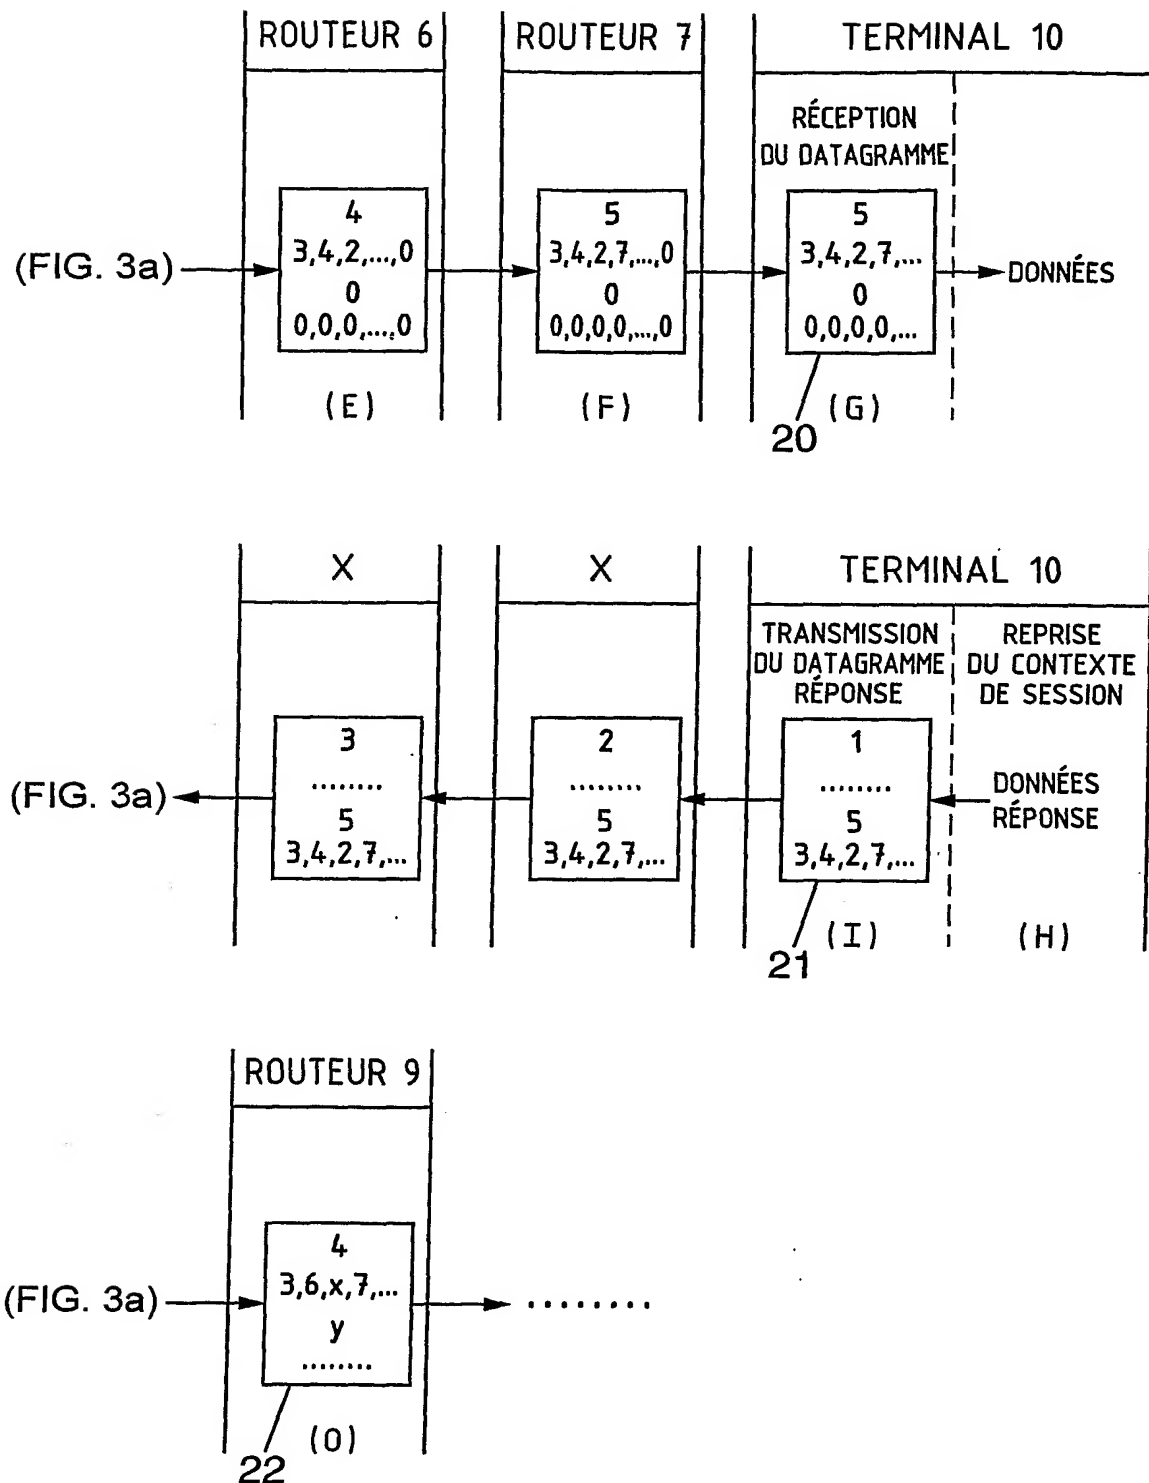 ROUTEUR 6
ROUTEUR 7
TERMINAL 10
RÉCEPTION
DU DATAGRAMME
(FIG. 3a)
4
3,4,2,...,0
0
0,0,0,...,0
5
3,4,2,7,...,0
0
0,0,0,0,...,0
5
3,4,2,7,...
0
0,0,0,0,...
DONNÉES
(E)
(F)
(G)
20
X
X
TERMINAL 10
TRANSMISSION
DU DATAGRAMME
RÉPONSE
REPRISE
DU CONTEXTE
DE SESSION
(FIG. 3a)
3
........
5
3,4,2,7,...
2
........
5
3,4,2,7,...
1
........
5
3,4,2,7,...
DONNÉES
RÉPONSE
(I)
(H)
21
ROUTEUR 9
(FIG. 3a)
4
3,6,x,7,...
y
........
........
(O)
22